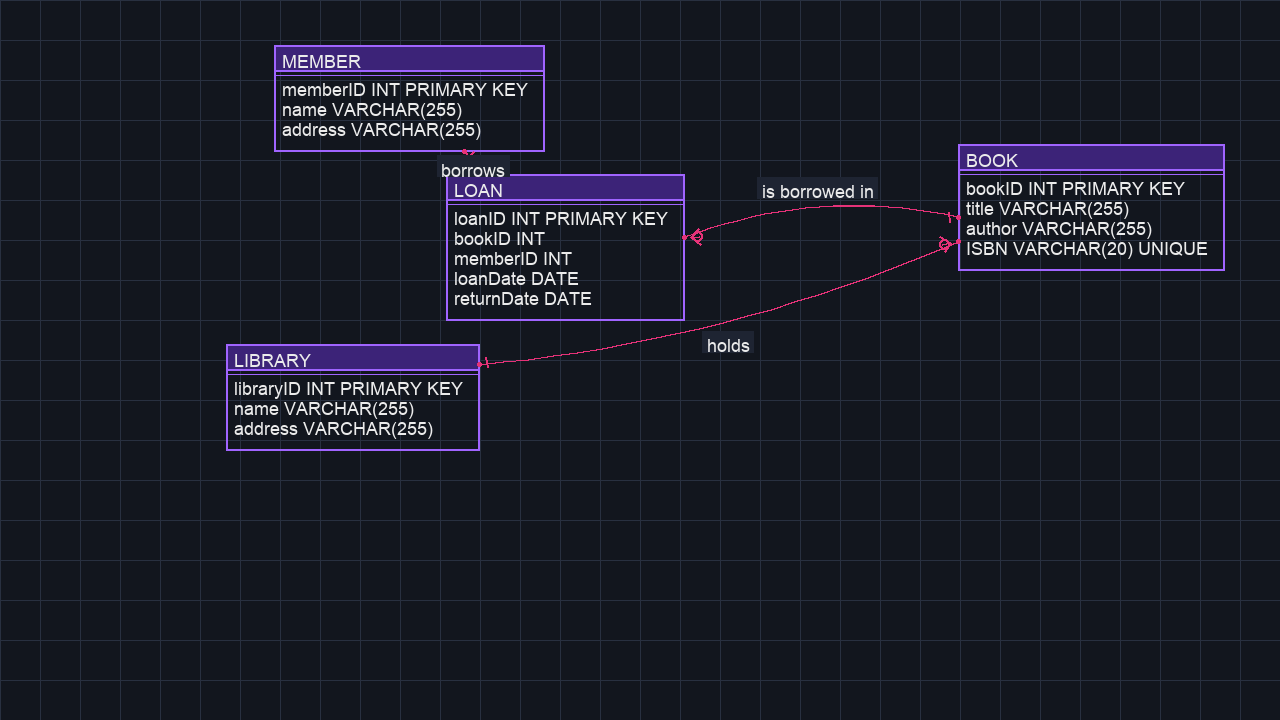 MEMBER
memberID INT PRIMARY KEY
name VARCHAR(255)
address VARCHAR(255)
borrows
LOAN
loanID INT PRIMARY KEY
bookID INT
memberID INT
loanDate DATE
returnDate DATE
is borrowed in
BOOK
bookID INT PRIMARY KEY
title VARCHAR(255)
author VARCHAR(255)
ISBN VARCHAR(20) UNIQUE
holds
LIBRARY
libraryID INT PRIMARY KEY
name VARCHAR(255)
address VARCHAR(255)